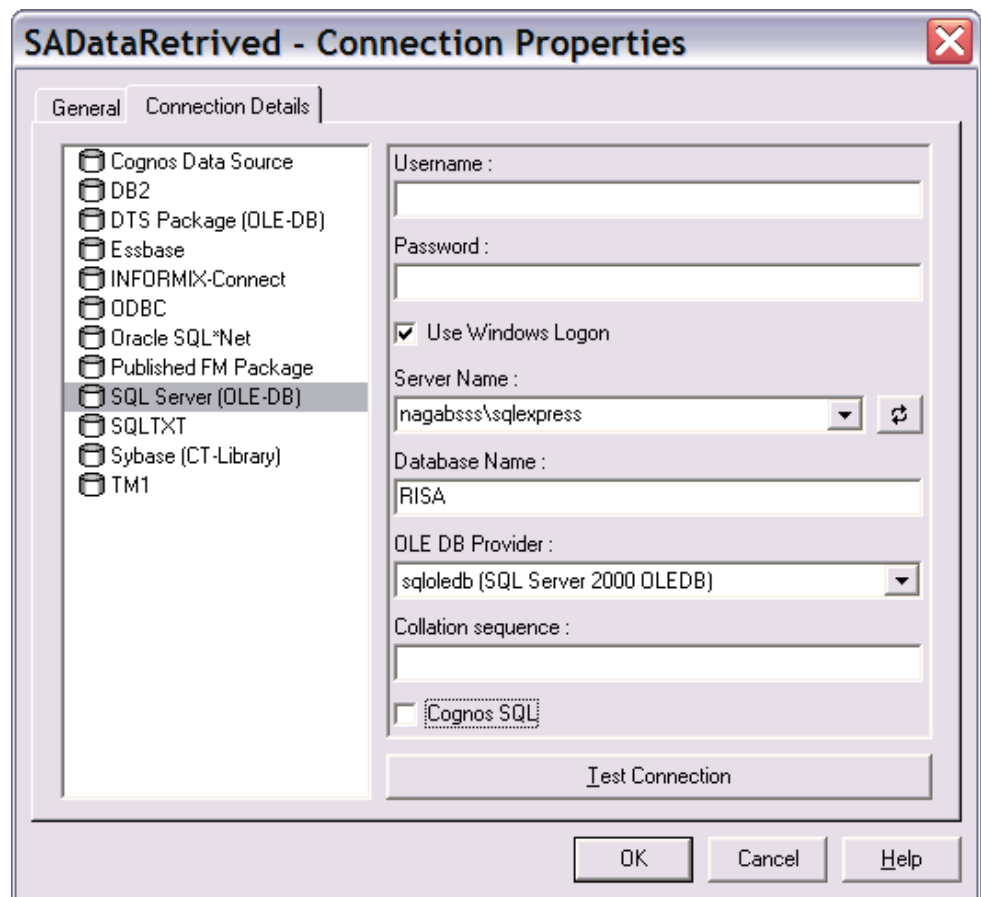 SADataRetrived - Connection Properties
General
Connection Details
Cognos Data Source
DB2
DTS Package (OLE-DB)
Essbase
INFORMIX-Connect
ODBC
Oracle SQL*Net
Published FM Package
SQL Server (OLE-DB)
SQLTXT
Sybase (CT-Library)
TM1
Username :
Password :
Use Windows Logon
Server Name :
nagabsss\sqlexpress
Database Name :
RISA
OLE DB Provider :
sqloledb (SQL Server 2000 OLEDB)
Collation sequence :
Cognos SQL
Test Connection
OK
Cancel
Help